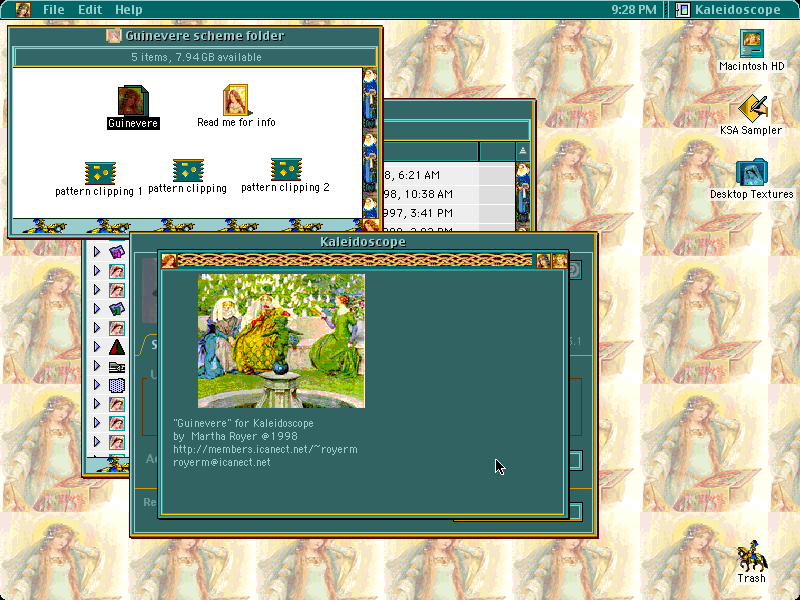 File Edit Help
9:28 PM
Kaleidoscope
Guinevere scheme folder
5 items, 7.94 GB available
Guinevere
Read me for info
pattern clipping 1
pattern clipping
pattern clipping 2
8, 6:21 AM
98, 10:38 AM
997, 3:41 PM
Macintosh HD
KSA Sampler
Desktop Textures
Kaleidoscope
"Guinevere" for Kaleidoscope
by Martha Royer @1998
http://members.icanect.net/~royerm
royerm@icanect.net
Trash